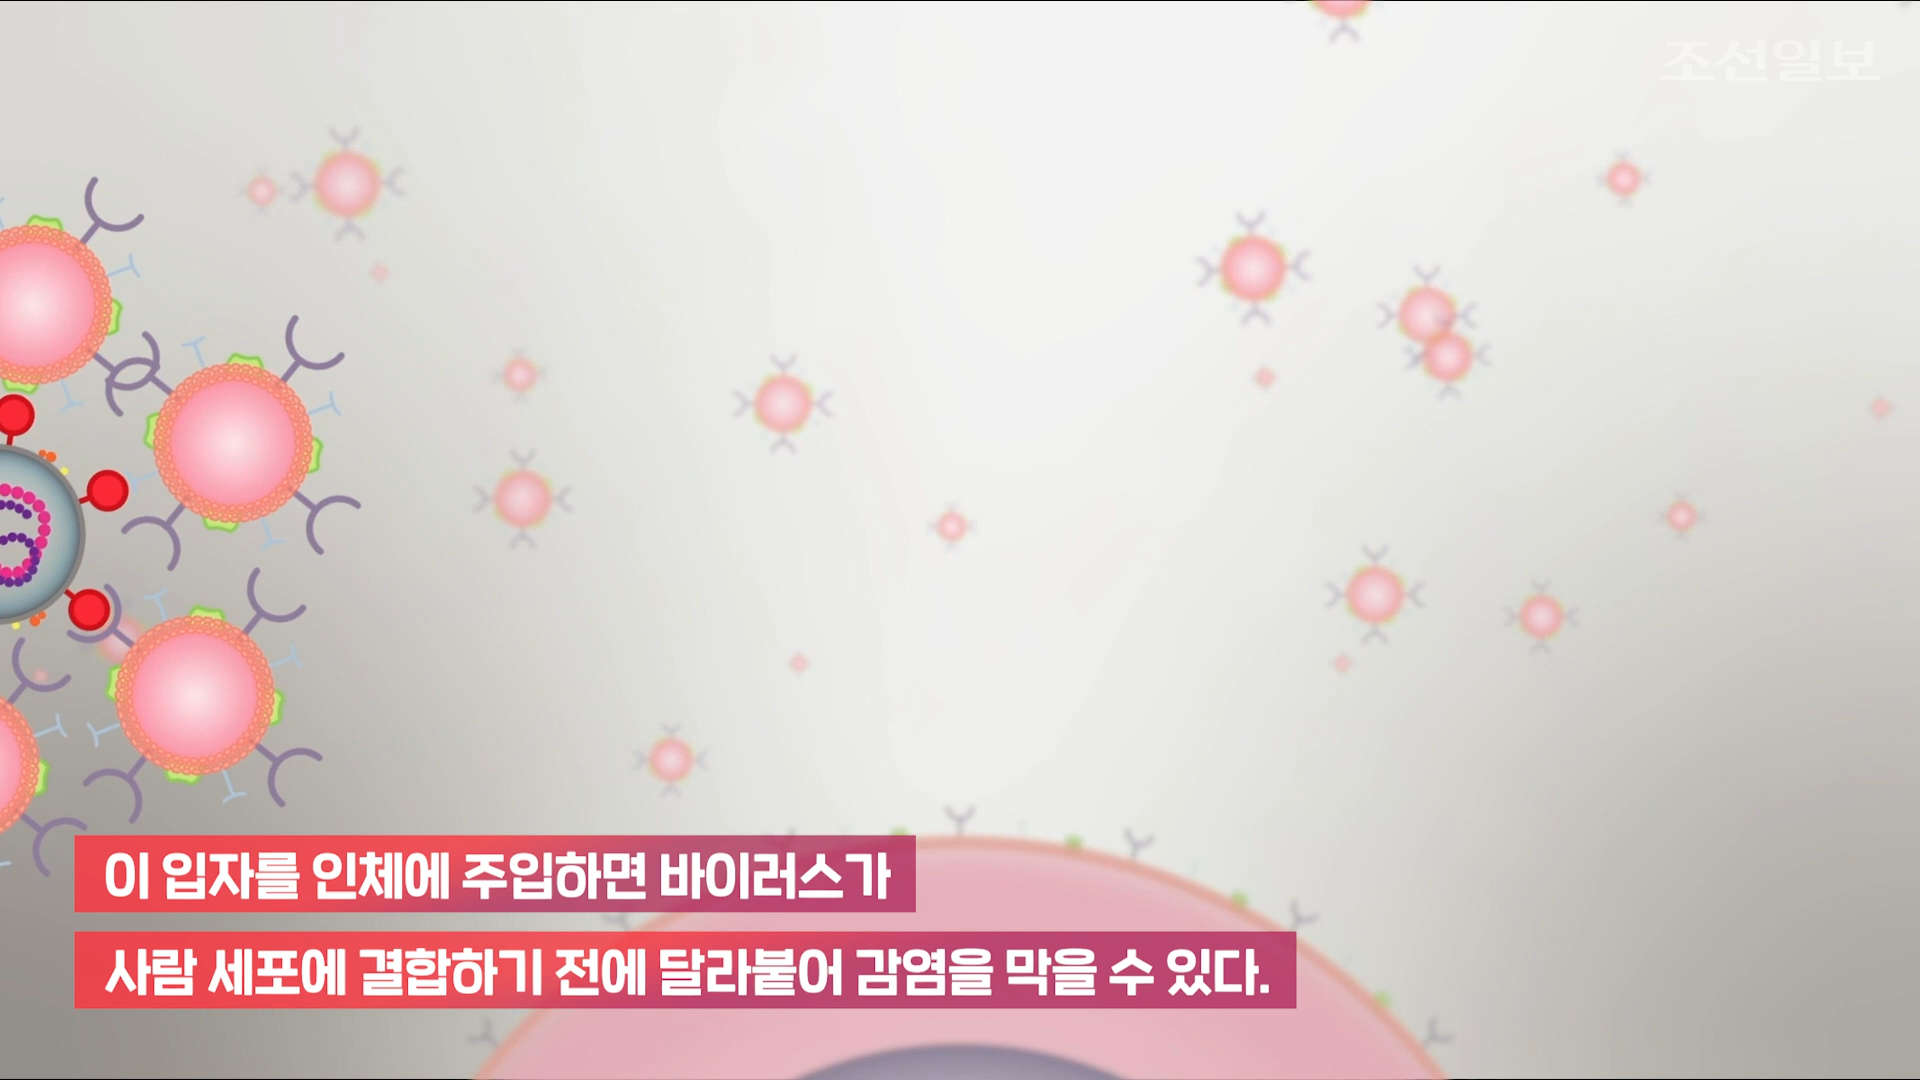 조선일보
이 입자를 인체에 주입하면 바이러스가
사람 세포에 결합하기 전에 달라붙어 감염을 막을 수 있다.